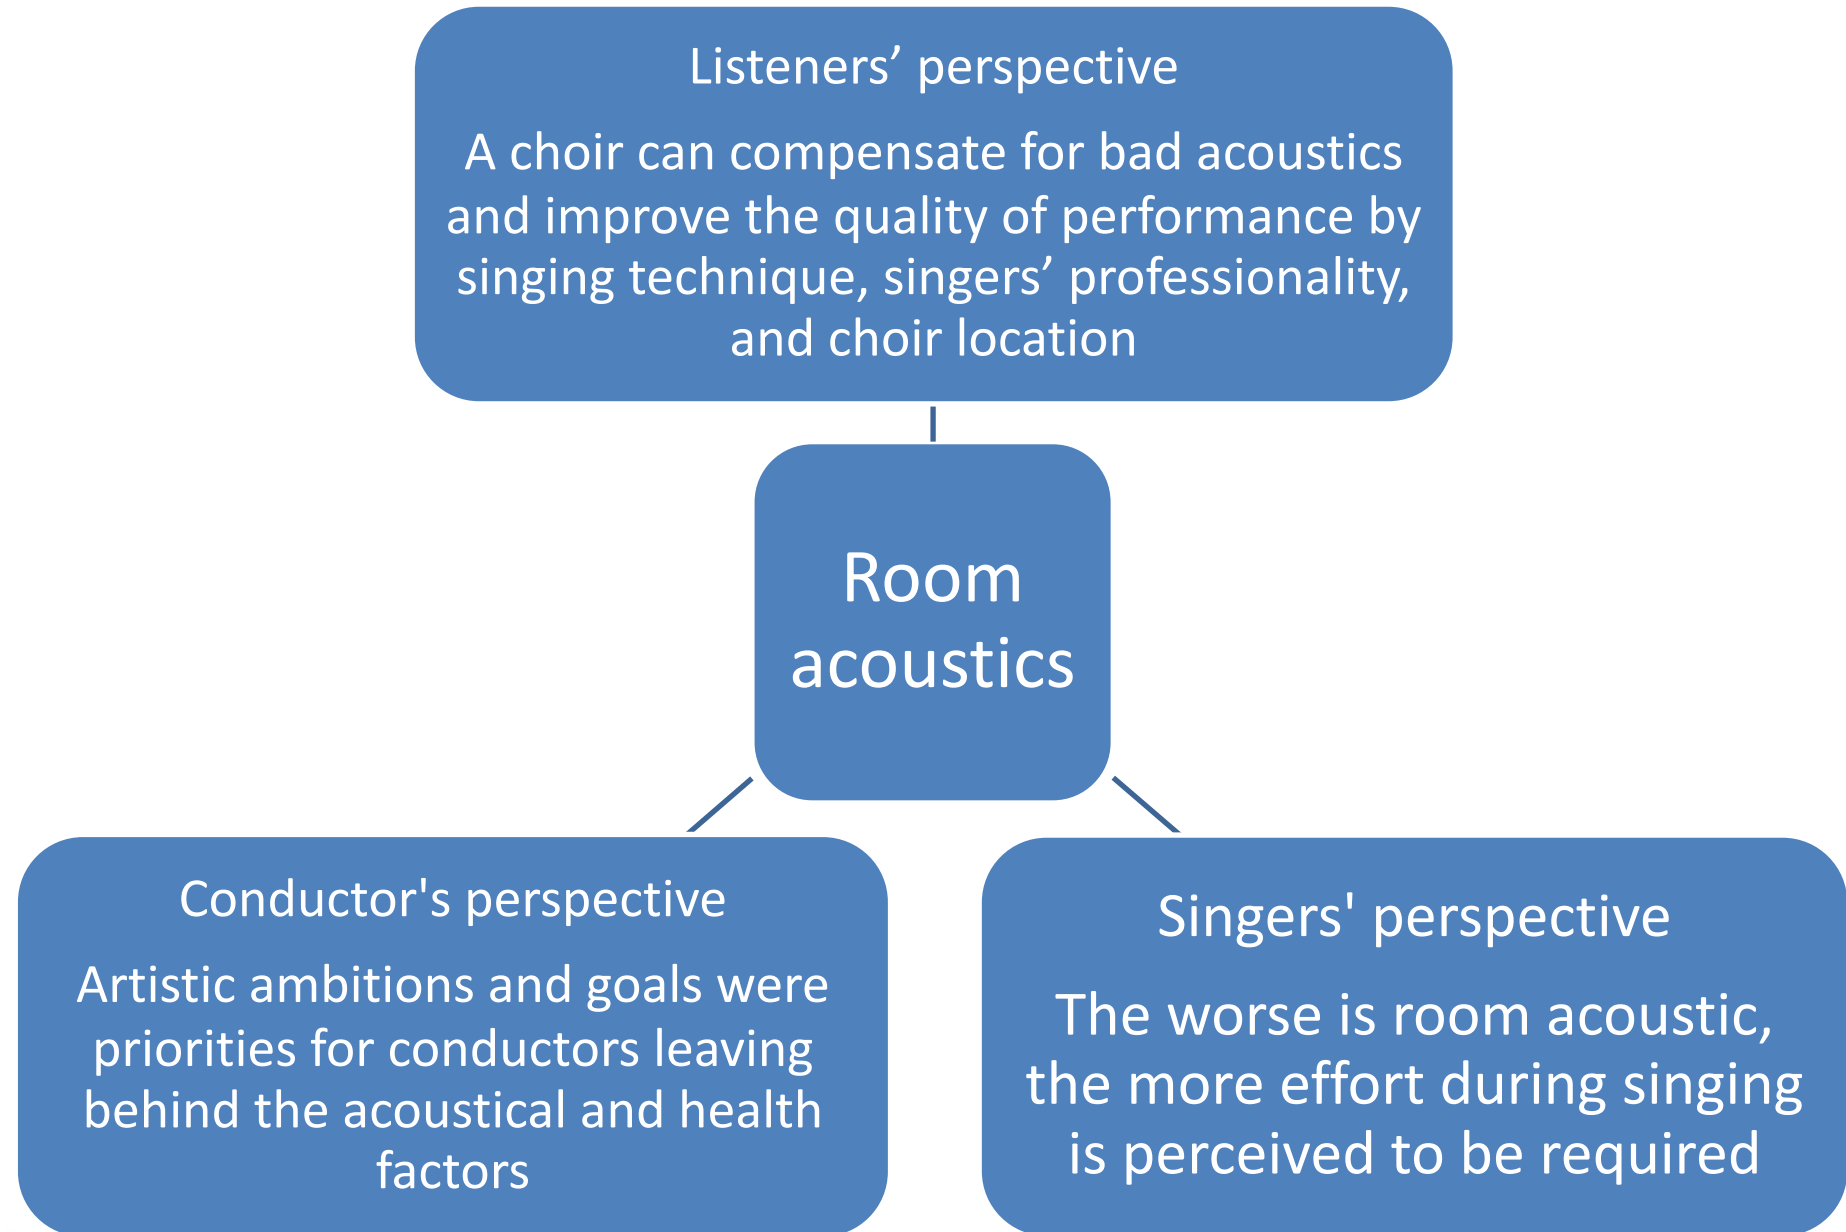 Listeners’ perspective
A choir can compensate for bad acoustics
and improve the quality of performance by
singing technique, singers’ professionality,
and choir location
Room
acoustics
Conductor's perspective
Artistic ambitions and goals were
priorities for conductors leaving
behind the acoustical and health
factors
Singers' perspective
The worse is room acoustic,
the more effort during singing
is perceived to be required